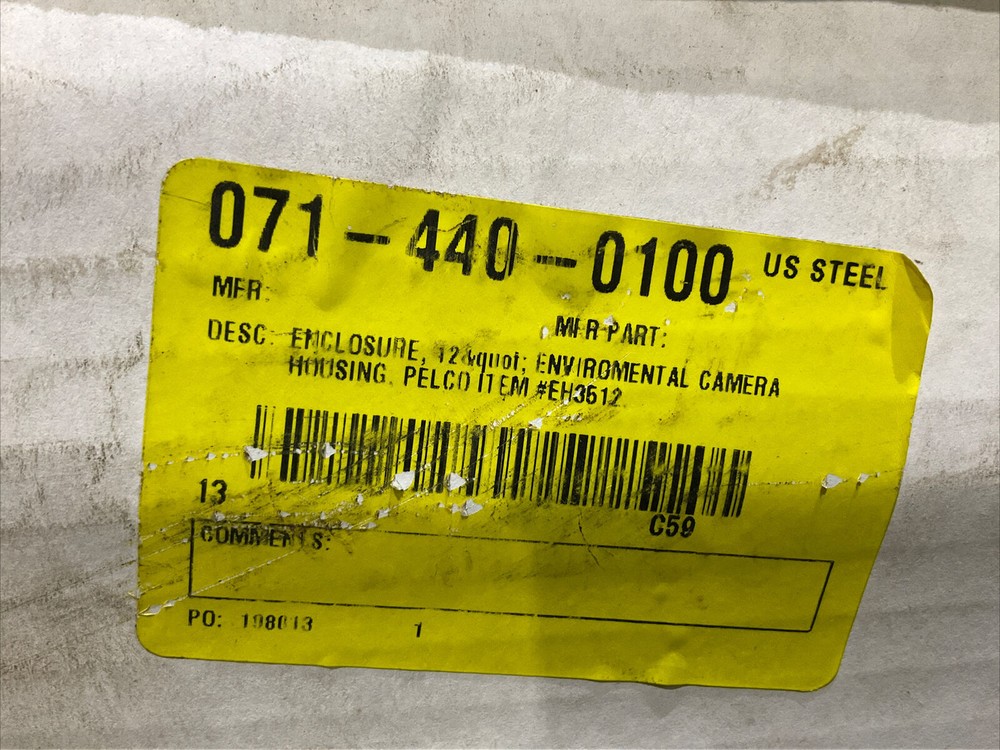 071-440-0100 US STEEL
MFR: MFR PART:
DESC: ENCLOSURE, 12&quot; ENVIROMENTAL CAMERA
HOUSING, PELCO ITEM #EH3512
13
C59
COMMENTS:
PO: 198013 1